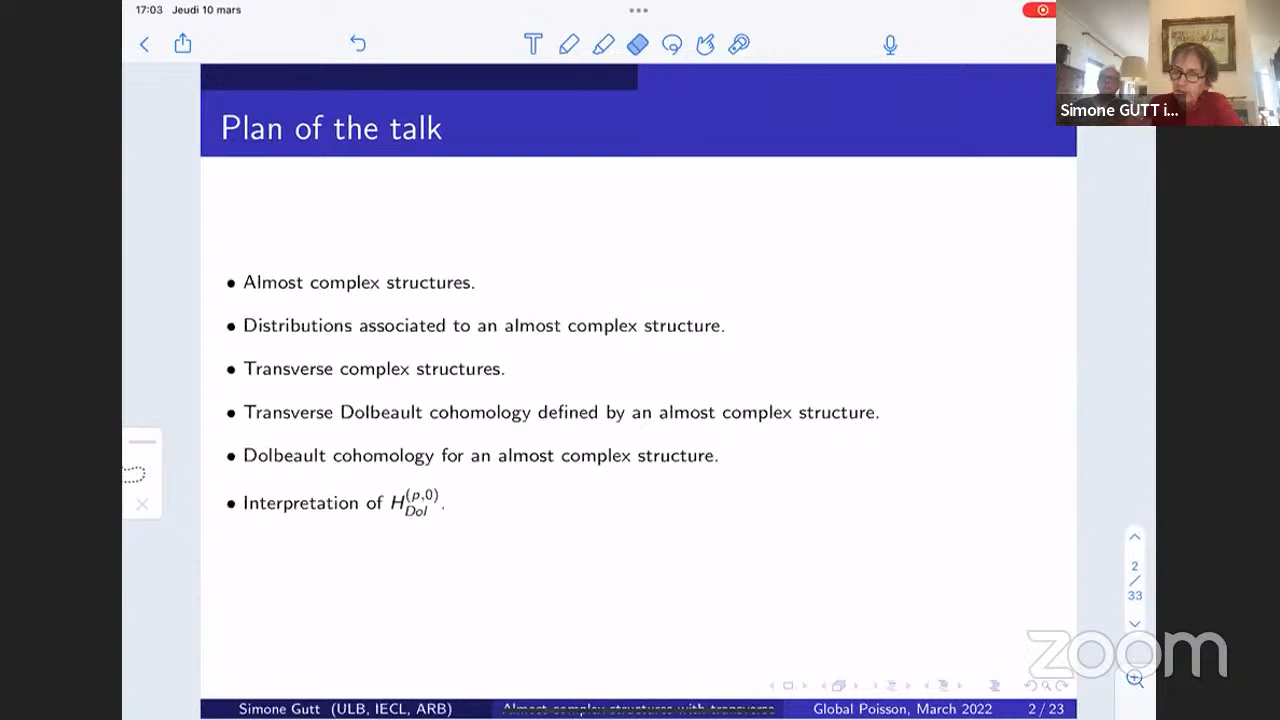 17:03 Jeudi 10 mars
Simone GUTT i...
Plan of the talk
• Almost complex structures.
• Distributions associated to an almost complex structure.
• Transverse complex structures.
• Transverse Dolbeault cohomology defined by an almost complex structure.
• Dolbeault cohomology for an almost complex structure.
• Interpretation of H_{Dol}^{(p,0)}.
2
/
33
zoom
Simone Gutt (ULB, IECL, ARB) Almost complex structures with transverse Global Poisson, March 2022 2 / 23